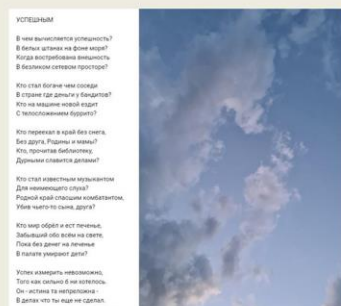 УСПЕШНЫМ
В чем вычисляется успешность?
В белых штанах на фоне моря?
Когда востребована внешность
В безликом сетевом просторе?
Кто стал богаче чем соседи
В стране где деньги у бандитов?
Кто на машине новой ездит
С телосложением буррито?
Кто переехал в край без снега,
Без друга, Родины и мамы?
Кто, прочитав библиотеку,
Дурными славится делами?
Кто стал известным музыкантом
Для неимеющего слуха?
Родной край спасшим комбатантом,
Убив чьего-то сына, друга?
Кто мир обрёл и ест печенье,
Забывший обо всём на свете,
Пока без денег на леченье
В палате умирают дети?
Успех измерить невозможно,
Того как сильно б ни хотелось.
Он - истина та непреложна -
В делах что ты еще не сделал.